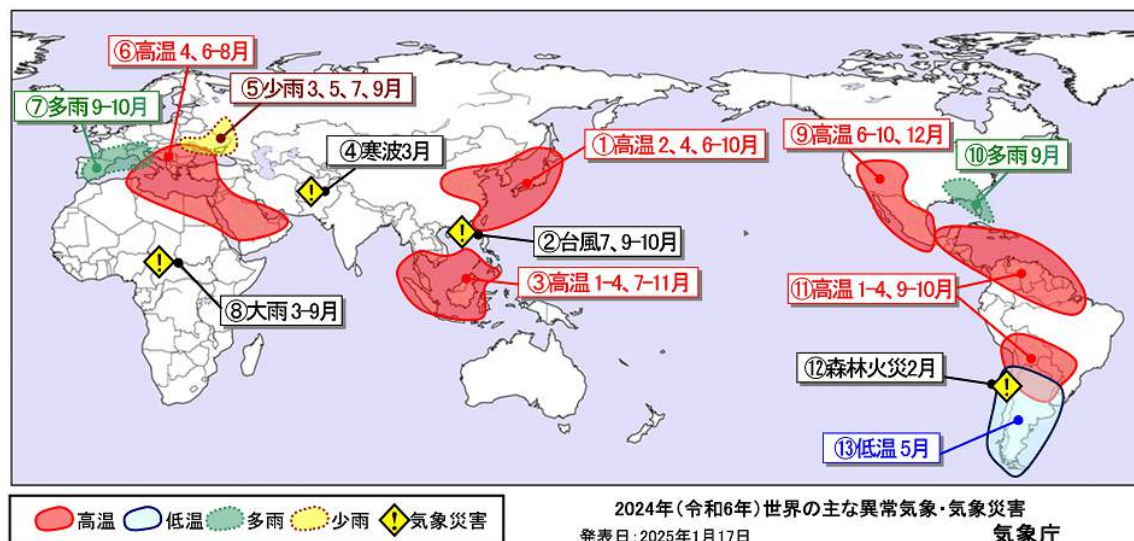 ⑥高温 4、6-8月
⑤少雨 3、5、7、9月
⑦多雨 9-10月
④寒波3月
①高温 2、4、6-10月
⑨高温 6-10、12月
⑩多雨 9月
②台風7、9-10月
③高温 1-4、7-11月
⑧大雨 3-9月
⑪高温 1-4、9-10月
⑫森林火災2月
⑬低温 5月
高温 低温 多雨 少雨 気象災害
2024年(令和6年)世界の主な異常気象・気象災害
発表日:2025年1月17日 気象庁